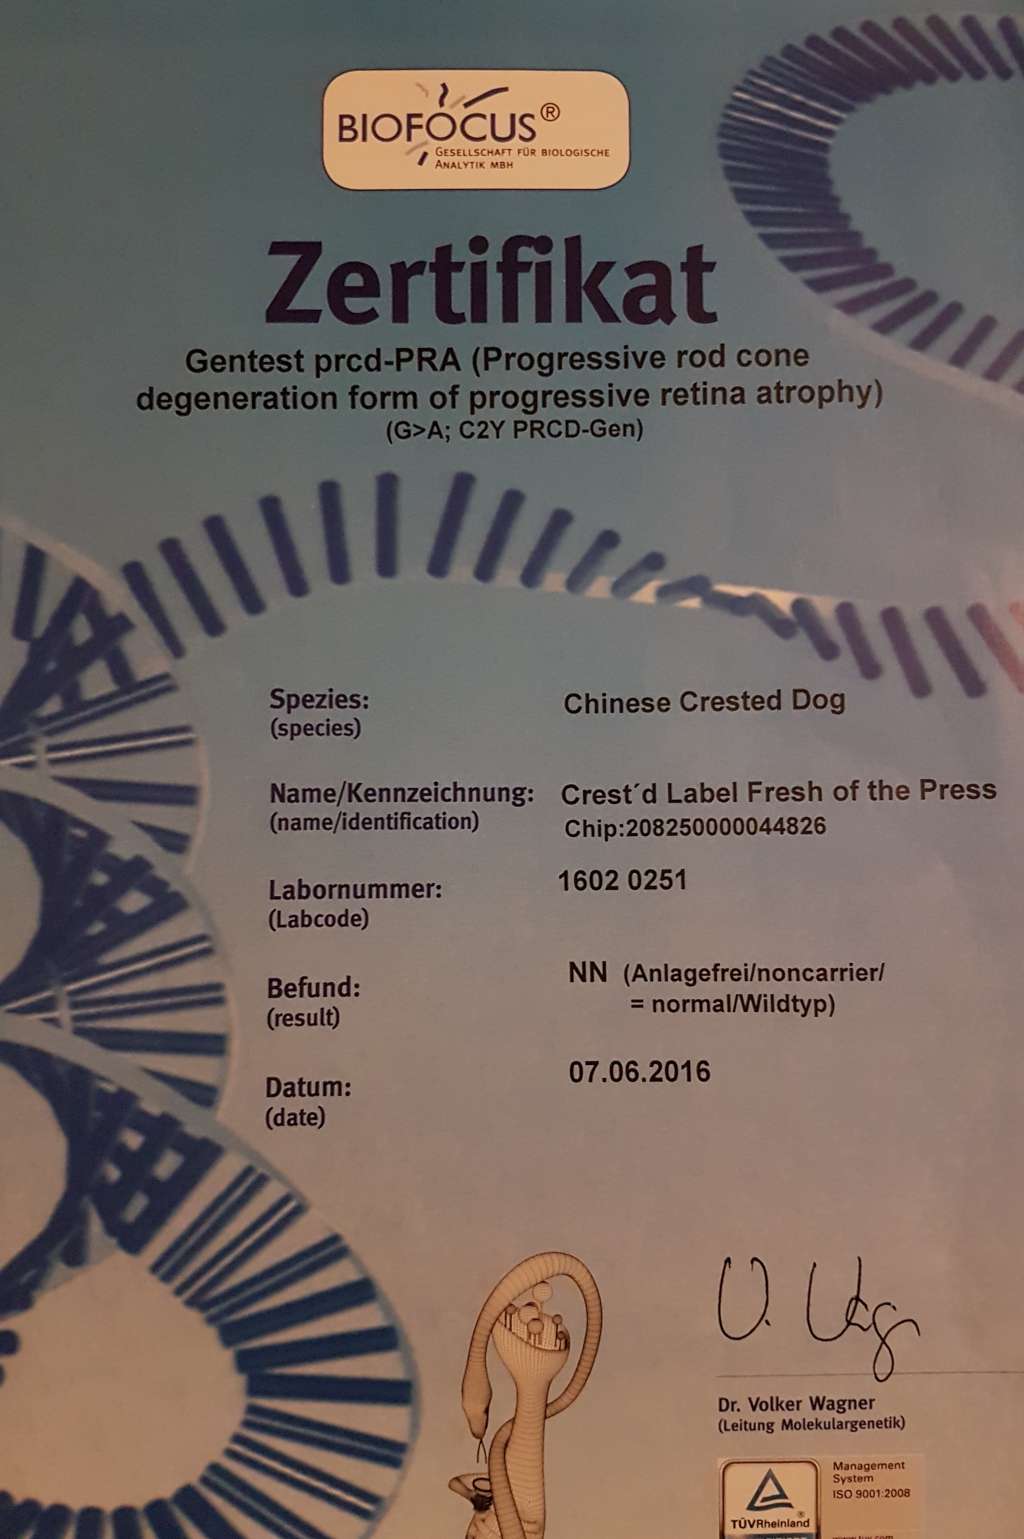 BIOFOCUS®
GESELLSCHAFT FÜR BIOLOGISCHE
ANALYTIK MBH
Zertifikat
Gentest prcd-PRA (Progressive rod cone
degeneration form of progressive retina atrophy)
(G>A; C2Y PRCD-Gen)
Spezies: Chinese Crested Dog
(species)
Name/Kennzeichnung: Crest´d Label Fresh of the Press
(name/identification) Chip:208250000044826
Labornummer: 1602 0251
(Labcode)
Befund: NN (Anlagefrei/noncarrier/
(result) = normal/Wildtyp)
Datum: 07.06.2016
(date)
Dr. Volker Wagner
(Leitung Molekulargenetik)
Management
System
ISO 9001:2008
TÜVRheinland®